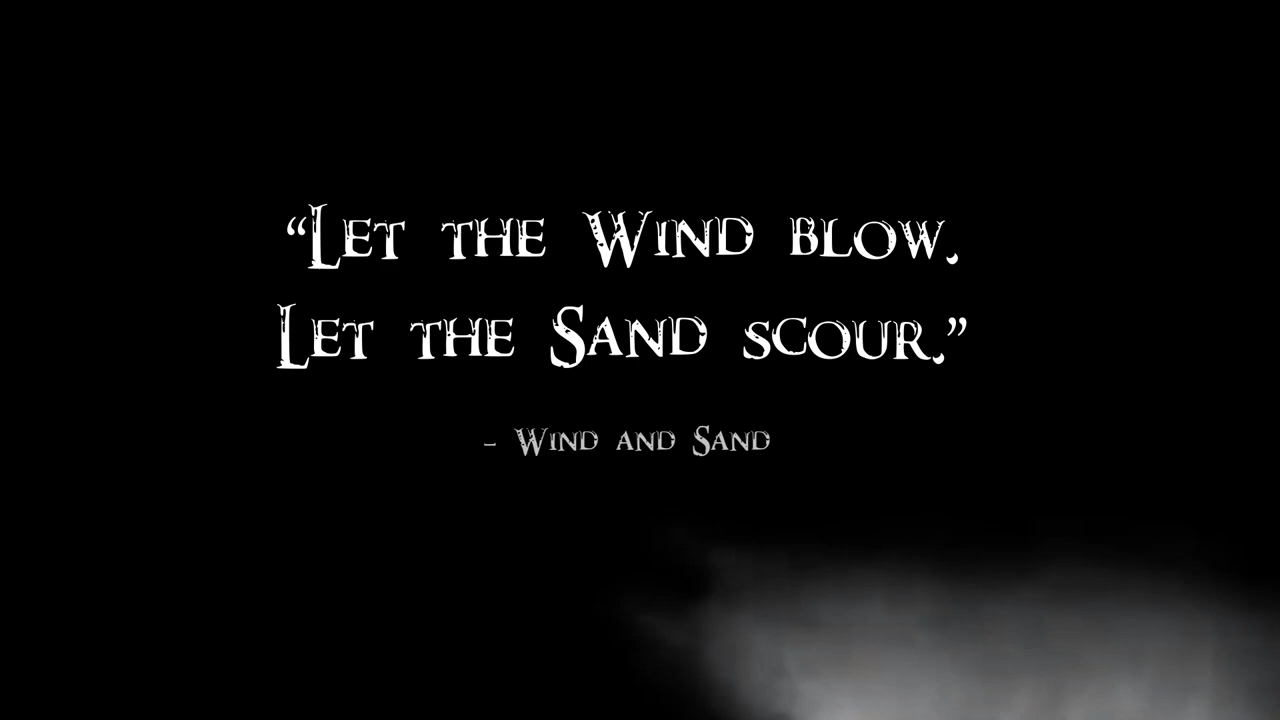 “Let the Wind blow.
Let the Sand scour.”
- Wind and Sand